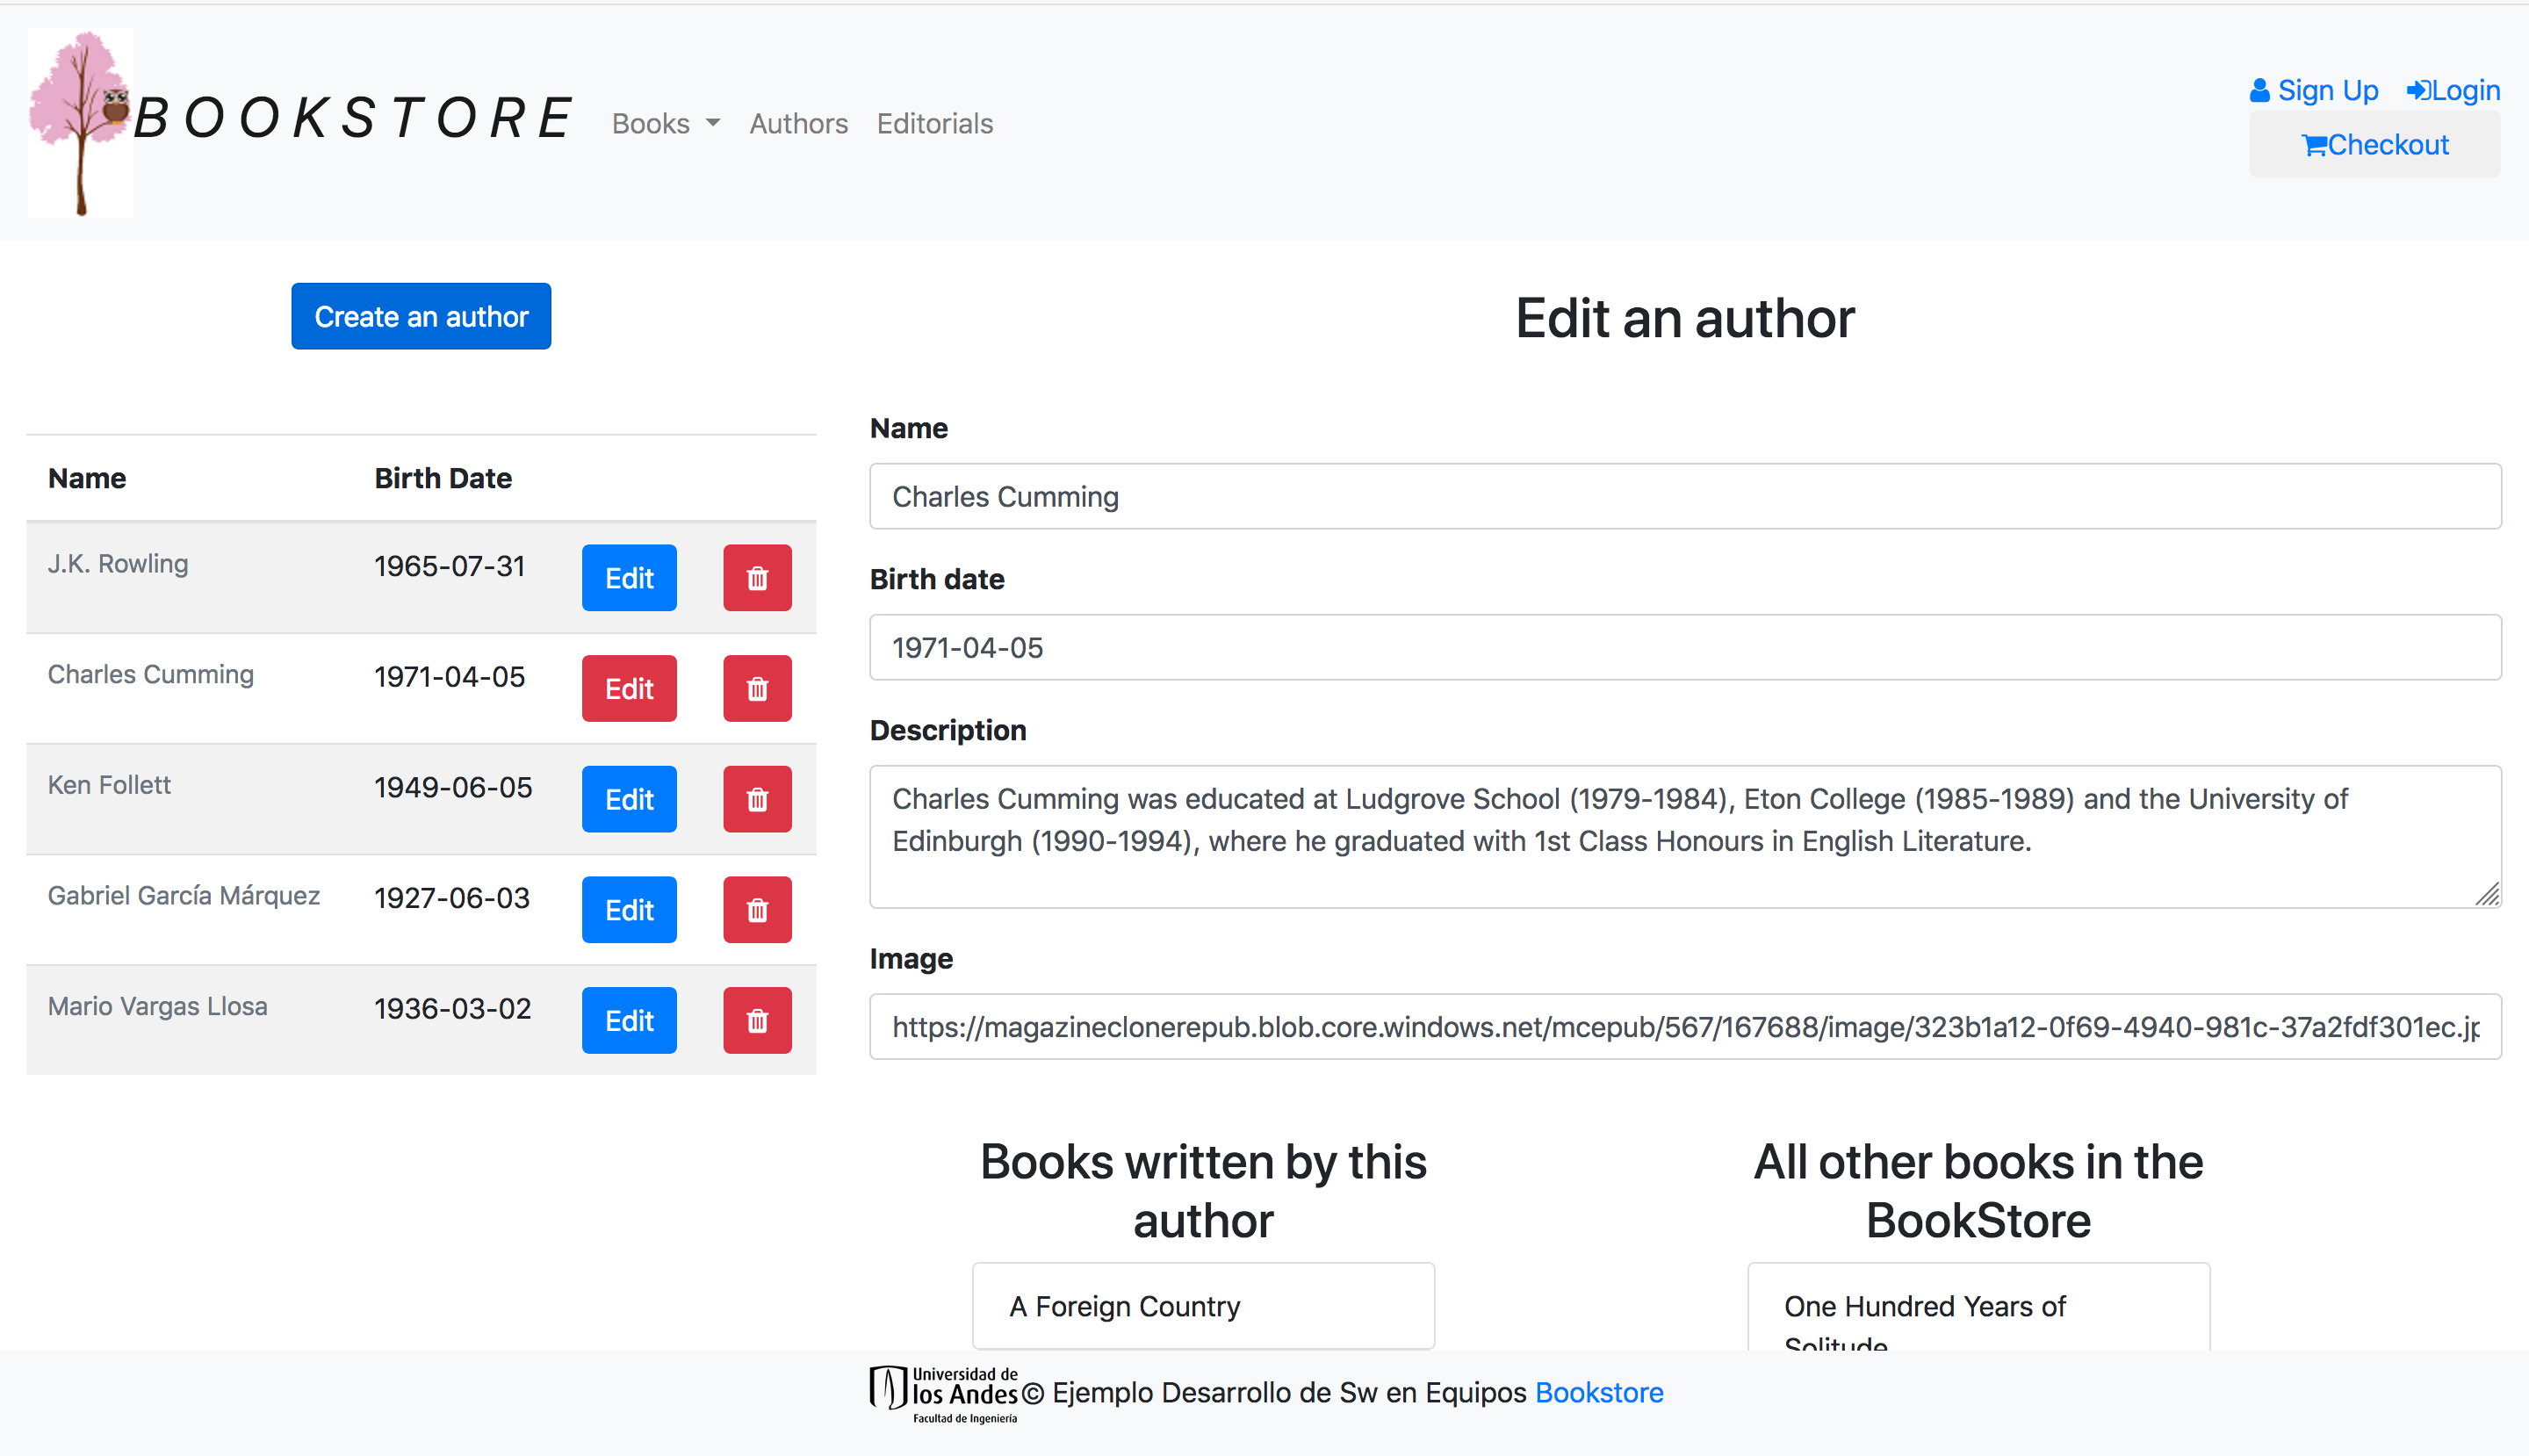 BOOKSTORE
Books
Authors
Editorials
Sign Up
Login
Checkout
Create an author
Name Birth Date
J.K. Rowling 1965-07-31 Edit
Charles Cumming 1971-04-05 Edit
Ken Follett 1949-06-05 Edit
Gabriel García Márquez 1927-06-03 Edit
Mario Vargas Llosa 1936-03-02 Edit
Edit an author
Name
Charles Cumming
Birth date
1971-04-05
Description
Charles Cumming was educated at Ludgrove School (1979-1984), Eton College (1985-1989) and the University of
Edinburgh (1990-1994), where he graduated with 1st Class Honours in English Literature.
Image
https://magazineclonerepub.blob.core.windows.net/mcepub/567/167688/image/323b1a12-0f69-4940-981c-37a2fdf301ec.jp
Books written by this
author
A Foreign Country
All other books in the
BookStore
One Hundred Years of
Solitude
Universidad de
los Andes
Facultad de Ingeniería
© Ejemplo Desarrollo de Sw en Equipos Bookstore